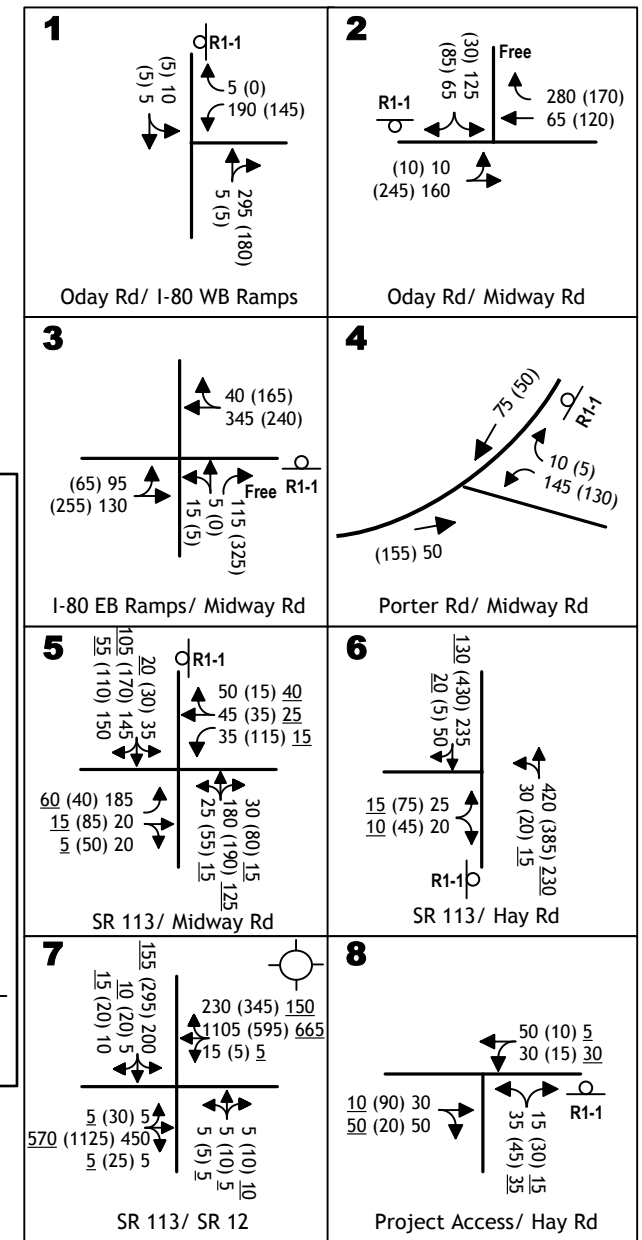 1
R1-1
(5) 10
(5) 5
5 (0)
190 (145)
295 (180)
5 (5)
Oday Rd/ I-80 WB Ramps
2
(30) 125
(85) 65
Free
R1-1
280 (170)
65 (120)
(10) 10
(245) 160
Oday Rd/ Midway Rd
3
40 (165)
345 (240)
(65) 95
(255) 130
15 (5)
5 (0)
115 (325)
Free
R1-1
I-80 EB Ramps/ Midway Rd
4
75 (50)
R1-1
10 (5)
145 (130)
(155) 50
Porter Rd/ Midway Rd
5
20 (30) 35
105 (170) 145
55 (110) 150
R1-1
50 (15) 40
45 (35) 25
35 (115) 15
60 (40) 185
15 (85) 20
5 (50) 20
30 (80) 15
180 (190) 125
25 (55) 15
SR 113/ Midway Rd
6
130 (430) 235
20 (5) 50
15 (75) 25
10 (45) 20
R1-1
420 (385) 230
30 (20) 15
SR 113/ Hay Rd
7
155 (295) 200
10 (20) 5
15 (20) 10
230 (345) 150
1105 (595) 665
15 (5) 5
5 (30) 5
570 (1125) 450
5 (25) 5
5 (10) 10
5 (10) 5
5 (5) 5
SR 113/ SR 12
8
50 (10) 5
30 (15) 30
10 (90) 30
50 (20) 50
15 (30) 15
35 (45) 35
R1-1
Project Access/ Hay Rd